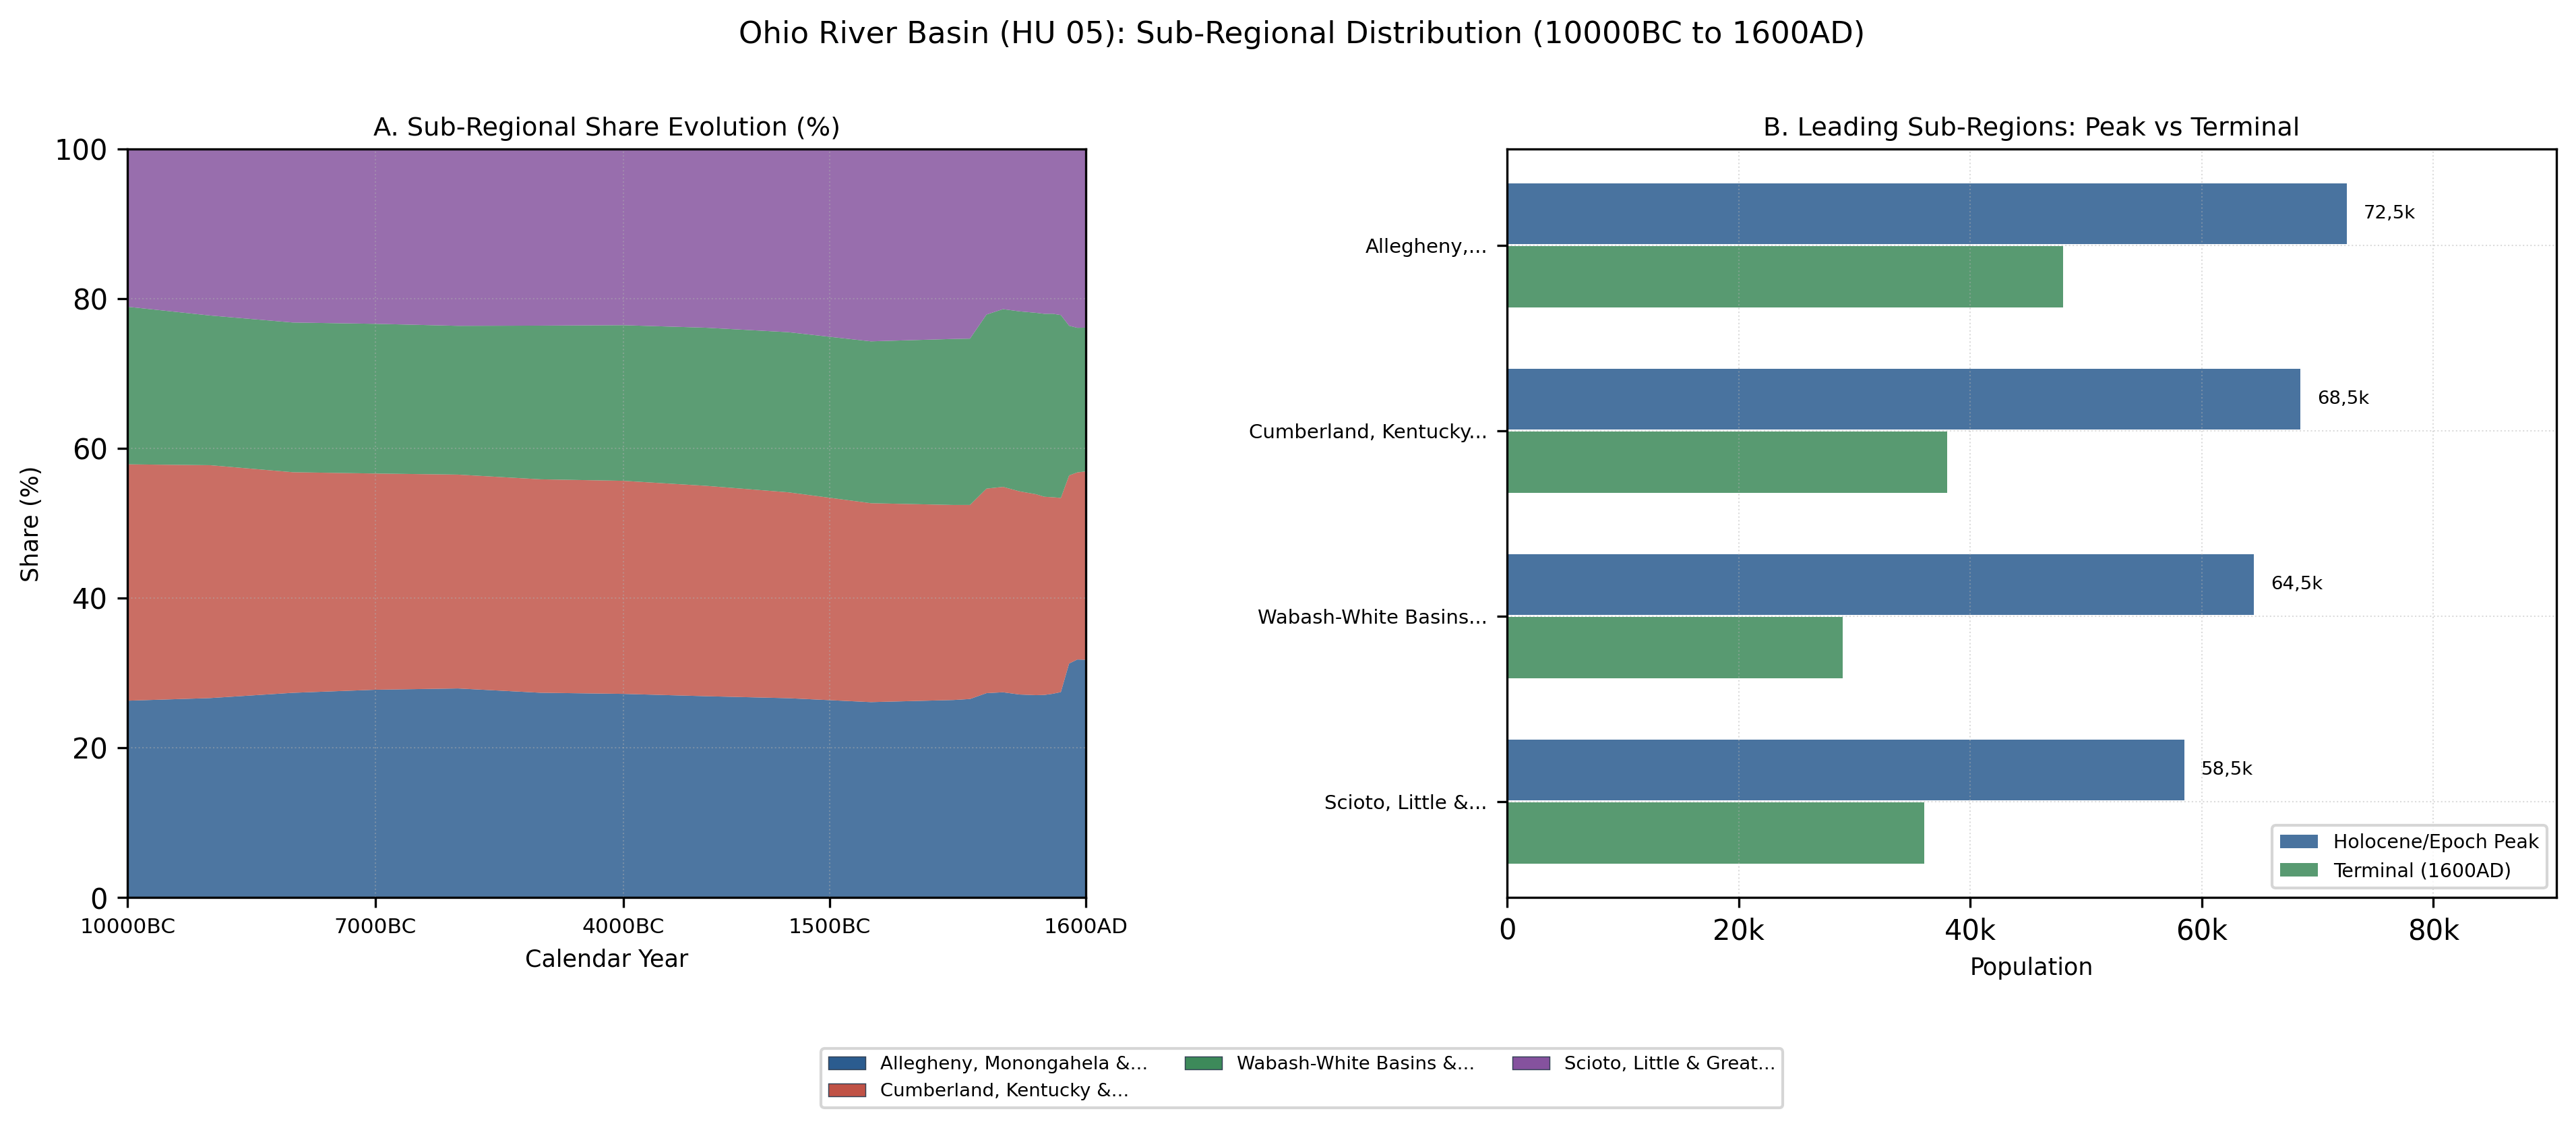 Ohio River Basin (HU 05): Sub-Regional Distribution (10000BC to 1600AD)
A. Sub-Regional Share Evolution (%)
100
80
60
40
20
0
Share (%)
10000BC
7000BC
4000BC
1500BC
1600AD
Calendar Year
B. Leading Sub-Regions: Peak vs Terminal
Allegheny,...
72,5k
Cumberland, Kentucky...
68,5k
Wabash-White Basins...
64,5k
Scioto, Little &...
58,5k
Holocene/Epoch Peak
Terminal (1600AD)
0
20k
40k
60k
80k
Population
Allegheny, Monongahela &...
Cumberland, Kentucky &...
Wabash-White Basins &...
Scioto, Little & Great...